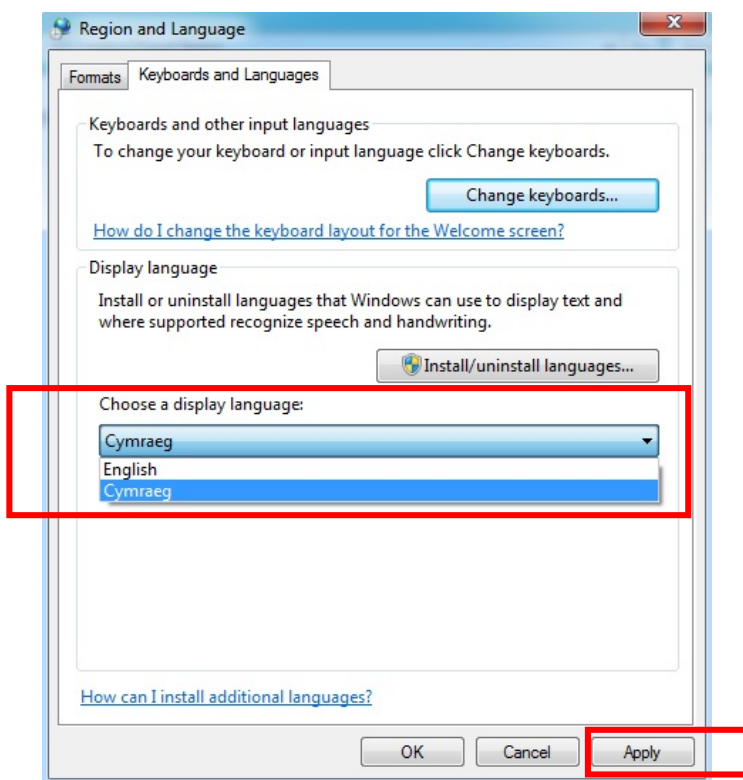 Region and Language
Formats
Keyboards and Languages
Keyboards and other input languages
To change your keyboard or input language click Change keyboards.
Change keyboards...
How do I change the keyboard layout for the Welcome screen?
Display language
Install or uninstall languages that Windows can use to display text and
where supported recognize speech and handwriting.
Install/uninstall languages...
Choose a display language:
Cymraeg
English
Cymraeg
How can I install additional languages?
OK
Cancel
Apply